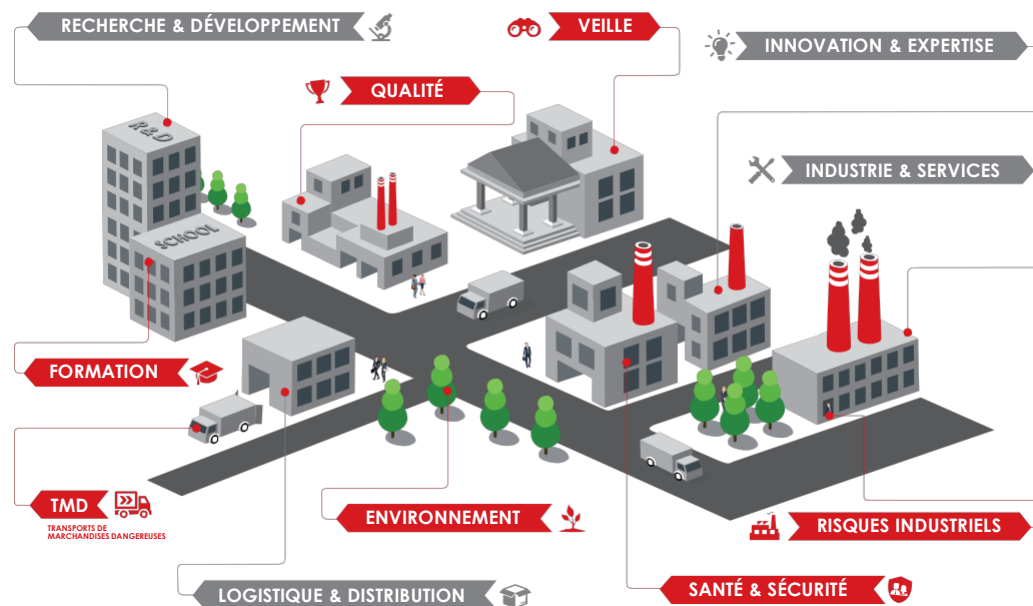 RECHERCHE & DÉVELOPPEMENT
VEILLE
INNOVATION & EXPERTISE
QUALITÉ
R&D
INDUSTRIE & SERVICES
SCHOOL
FORMATION
TMD
TRANSPORTS DE
MARCHANDISES DANGEREUSES
ENVIRONNEMENT
RISQUES INDUSTRIELS
LOGISTIQUE & DISTRIBUTION
SANTÉ & SÉCURITÉ